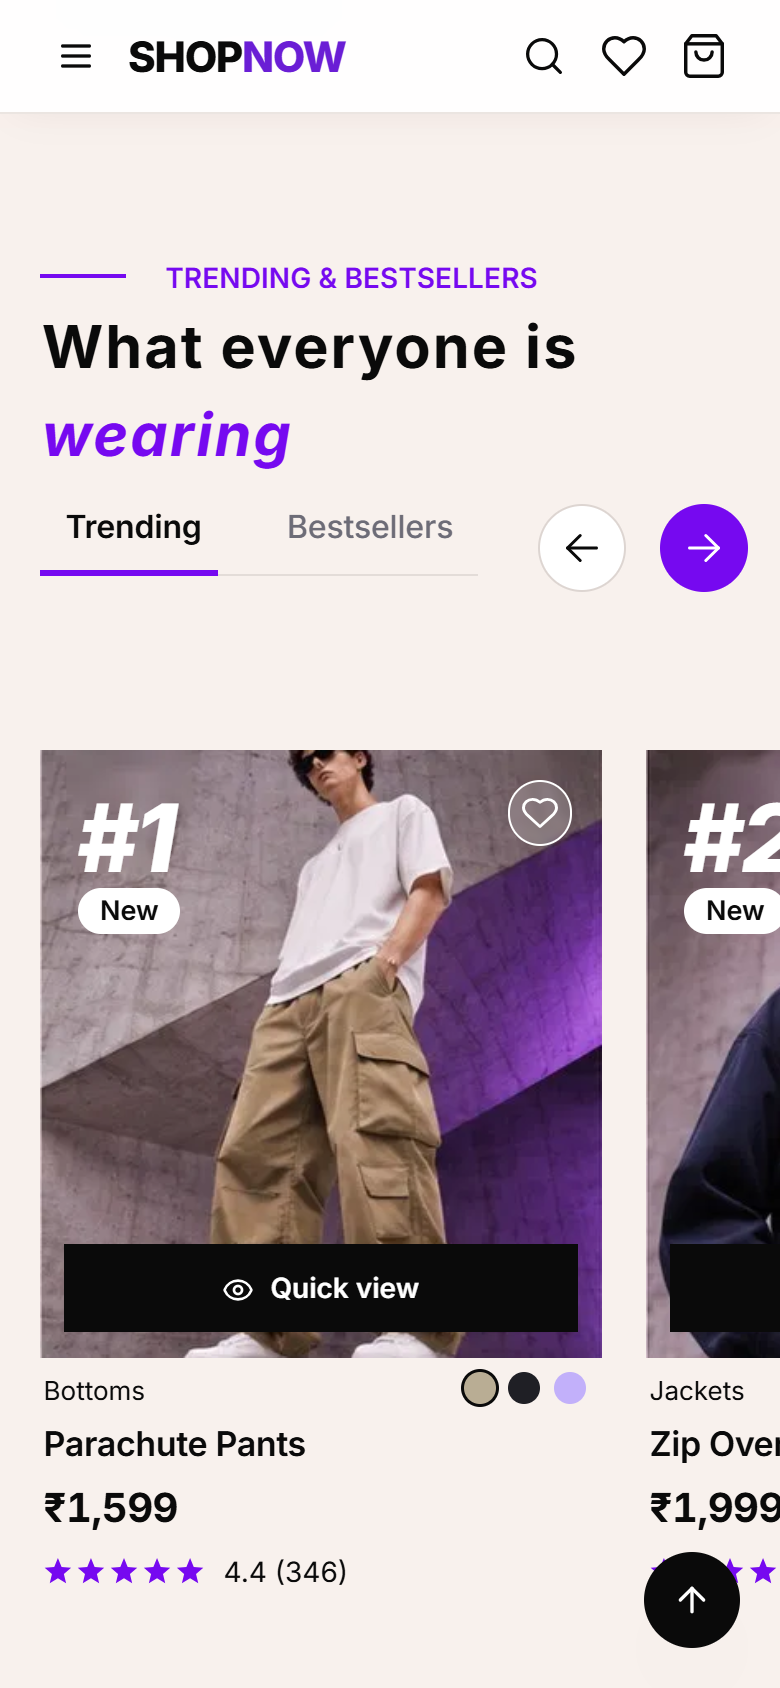 SHOPNOW
TRENDING & BESTSELLERS
What everyone is
wearing
Trending
Bestsellers
#1
New
#2
New
Quick view
Bottoms
Parachute Pants
₹1,599
4.4 (346)
Jackets
Zip Over
₹1,999